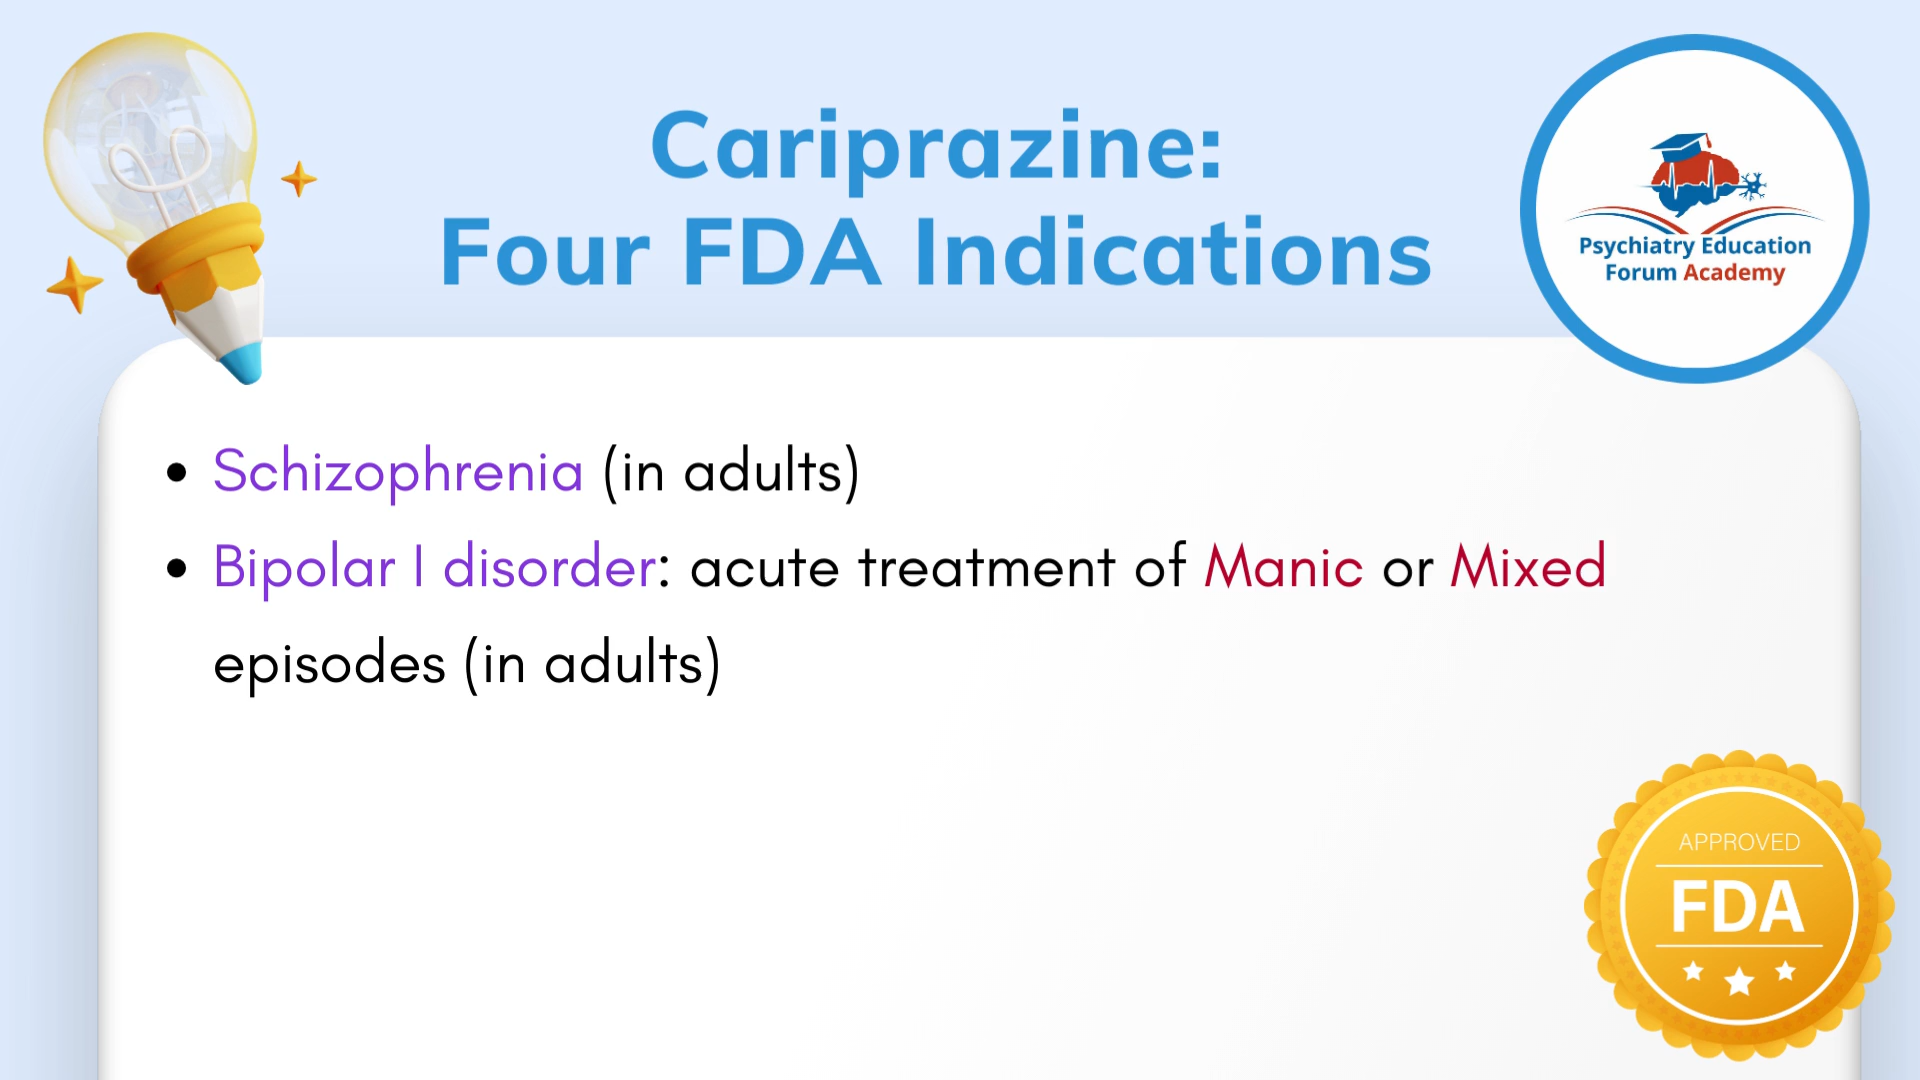 Cariprazine:
Four FDA Indications
Psychiatry Education
Forum Academy
• Schizophrenia (in adults)
• Bipolar I disorder: acute treatment of Manic or Mixed
episodes (in adults)
APPROVED
FDA